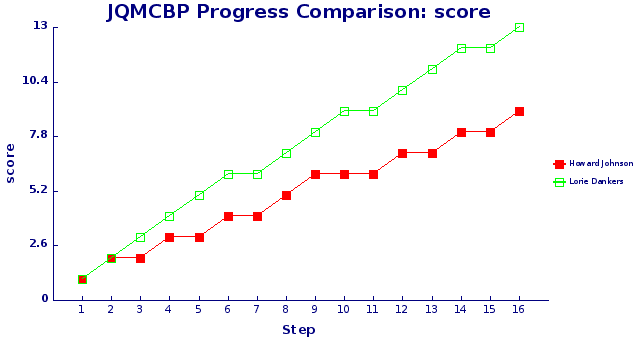 JQMCBP Progress Comparison: score
13
10.4
7.8
5.2
2.6
0
score
1 2 3 4 5 6 7 8 9 10 11 12 13 14 15 16
Step
Howard Johnson
Lorie Dankers